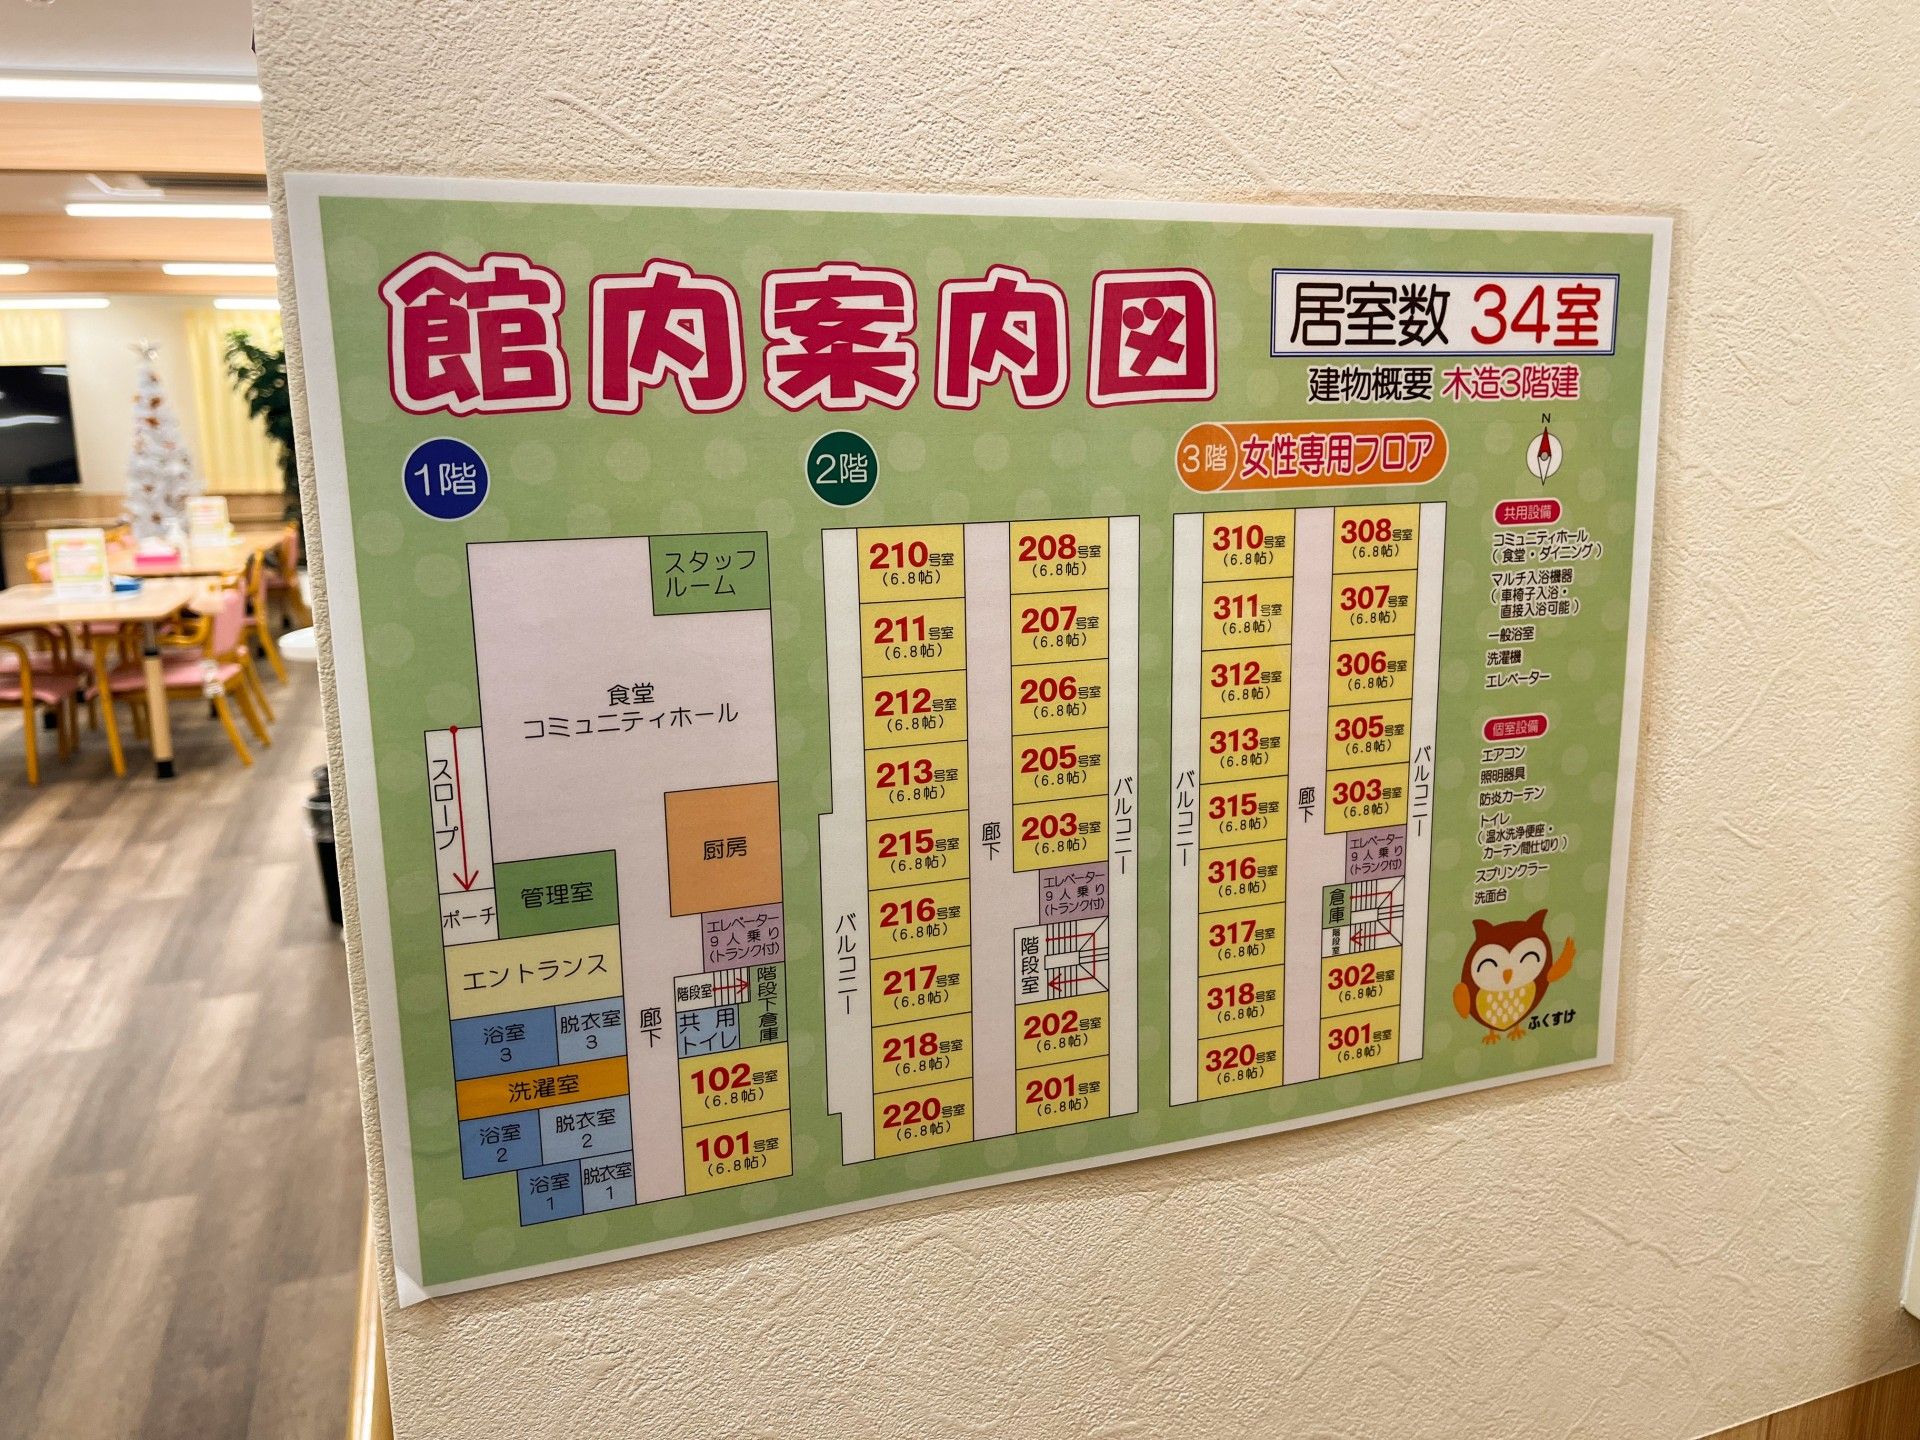 館内案内図
居室数 34室
建物概要 木造3階建
1階
スタッフ
ルーム
食堂
コミュニティホール
スロープ
厨房
管理室
ポーチ
エレベーター
9人乗り
(トランク付)
エントランス
階段室
階段下倉庫
共用
トイレ
廊下
浴室
3
脱衣室
3
洗濯室
浴室
2
脱衣室
2
浴室
1
脱衣室
1
102号室
(6.8帖)
101号室
(6.8帖)
2階
210号室
(6.8帖)
211号室
(6.8帖)
212号室
(6.8帖)
213号室
(6.8帖)
215号室
(6.8帖)
216号室
(6.8帖)
217号室
(6.8帖)
218号室
(6.8帖)
220号室
(6.8帖)
バルコニー
廊下
208号室
(6.8帖)
207号室
(6.8帖)
206号室
(6.8帖)
205号室
(6.8帖)
203号室
(6.8帖)
エレベーター
9人乗り
(トランク付)
階段室
202号室
(6.8帖)
201号室
(6.8帖)
バルコニー
3階 女性専用フロア
310号室
(6.8帖)
311号室
(6.8帖)
312号室
(6.8帖)
313号室
(6.8帖)
315号室
(6.8帖)
316号室
(6.8帖)
317号室
(6.8帖)
318号室
(6.8帖)
320号室
(6.8帖)
バルコニー
廊下
308号室
(6.8帖)
307号室
(6.8帖)
306号室
(6.8帖)
305号室
(6.8帖)
303号室
(6.8帖)
エレベーター
9人乗り
(トランク付)
倉庫
階段室
302号室
(6.8帖)
301号室
(6.8帖)
バルコニー
N
共用設備
コミュニティホール
(食堂・ダイニング)
マルチ入浴機器
(車椅子入浴・
直接入浴可能)
一般浴室
洗濯機
エレベーター
個室設備
エアコン
照明器具
防炎カーテン
トイレ
(温水洗浄便座・
カーテン間仕切り)
スプリンクラー
洗面台
ふくすけ